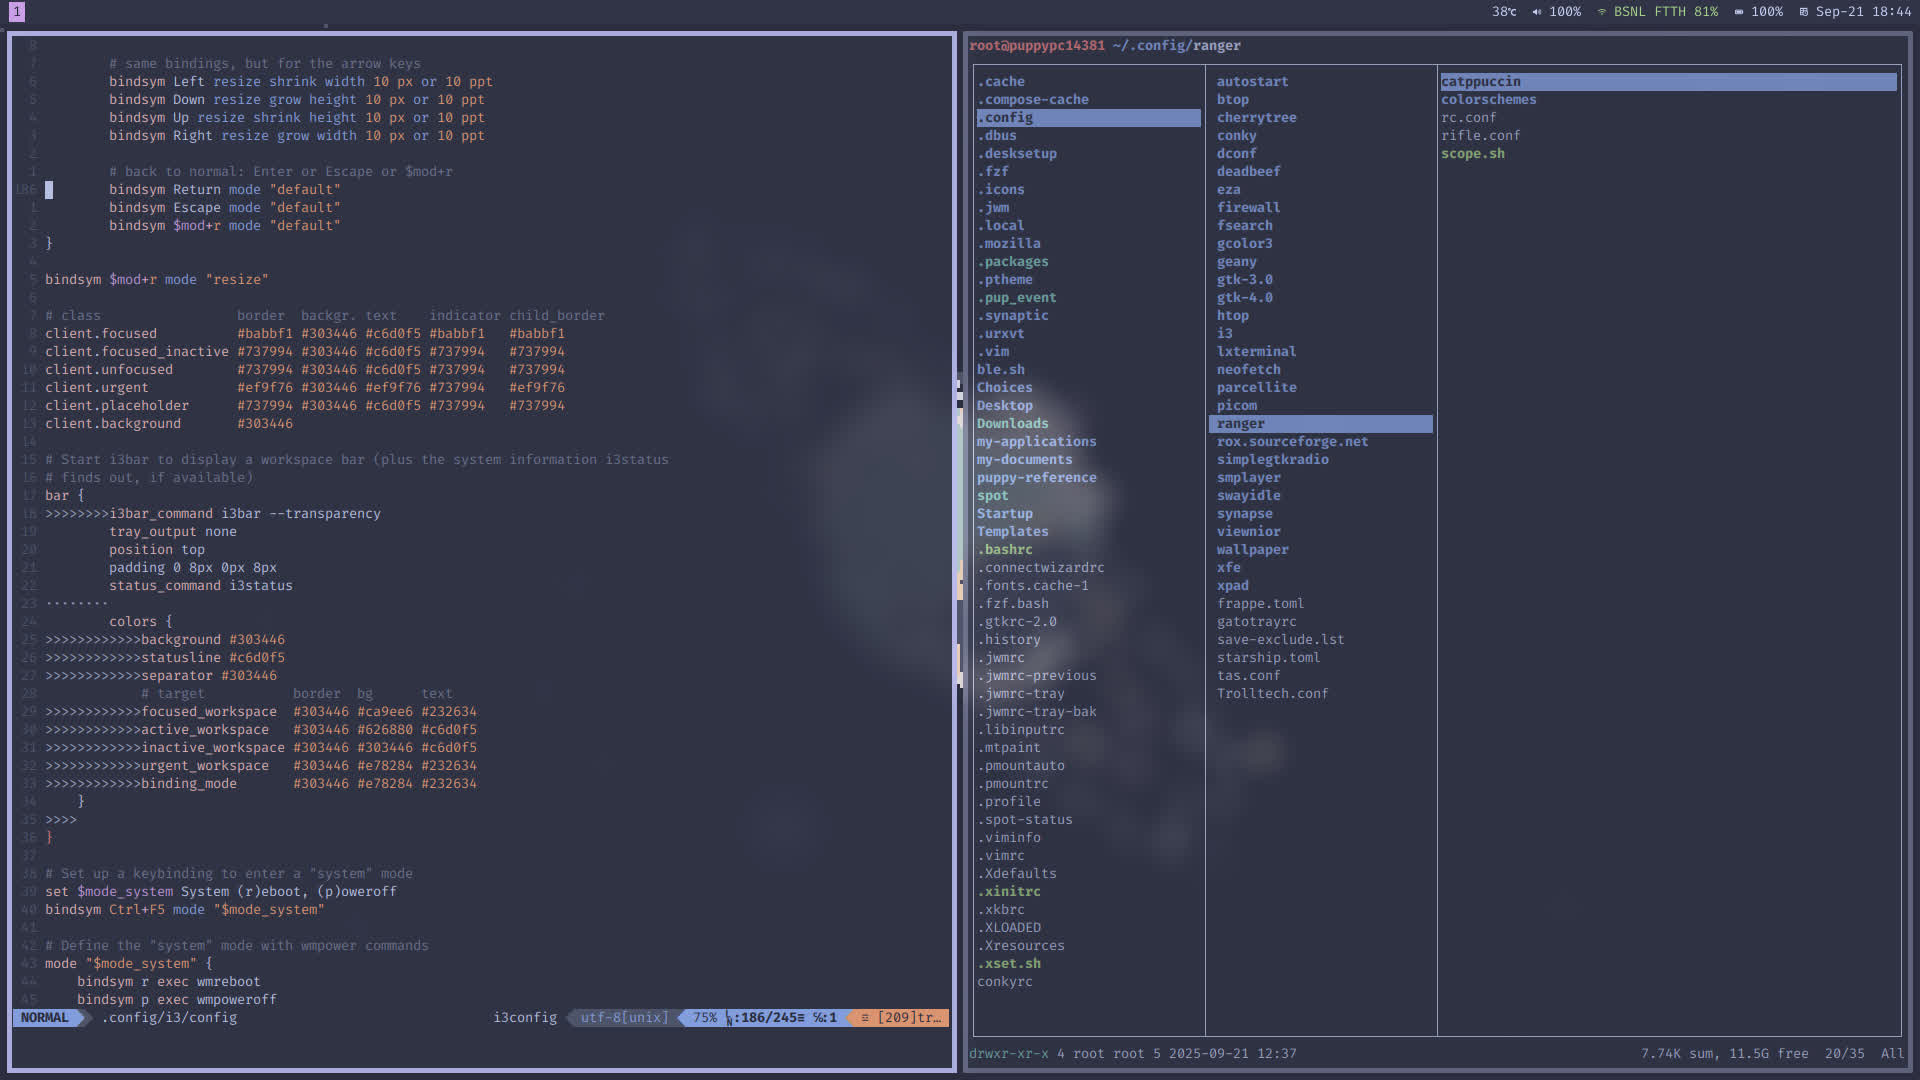 1
38℃ 100% BSNL FTTH 81% 100% Sep-21 18:44
8
7         # same bindings, but for the arrow keys
6         bindsym Left resize shrink width 10 px or 10 ppt
5         bindsym Down resize grow height 10 px or 10 ppt
4         bindsym Up resize shrink height 10 px or 10 ppt
3         bindsym Right resize grow width 10 px or 10 ppt
2
1         # back to normal: Enter or Escape or $mod+r
186         bindsym Return mode "default"
1         bindsym Escape mode "default"
2         bindsym $mod+r mode "default"
3 }
4
5 bindsym $mod+r mode "resize"
6
7 # class                 border  backgr. text    indicator child_border
8 client.focused          #babbf1 #303446 #c6d0f5 #babbf1   #babbf1
9 client.focused_inactive #737994 #303446 #c6d0f5 #737994   #737994
10 client.unfocused        #737994 #303446 #c6d0f5 #737994   #737994
11 client.urgent           #ef9f76 #303446 #ef9f76 #737994   #ef9f76
12 client.placeholder      #737994 #303446 #c6d0f5 #737994   #737994
13 client.background       #303446
14
15 # Start i3bar to display a workspace bar (plus the system information i3status
16 # finds out, if available)
17 bar {
18 >>>>>>>>i3bar_command i3bar --transparency
19         tray_output none
20         position top
21         padding 0 8px 0px 8px
22         status_command i3status
23 ········
24         colors {
25 >>>>>>>>>>>>background #303446
26 >>>>>>>>>>>>statusline #c6d0f5
27 >>>>>>>>>>>>separator #303446
28             # target           border  bg      text
29 >>>>>>>>>>>>focused_workspace  #303446 #ca9ee6 #232634
30 >>>>>>>>>>>>active_workspace   #303446 #626880 #c6d0f5
31 >>>>>>>>>>>>inactive_workspace #303446 #303446 #c6d0f5
32 >>>>>>>>>>>>urgent_workspace   #303446 #e78284 #232634
33 >>>>>>>>>>>>binding_mode       #303446 #e78284 #232634
34     }
35 >>>>
36 }
37
38 # Set up a keybinding to enter a "system" mode
39 set $mode_system System (r)eboot, (p)oweroff
40 bindsym Ctrl+F5 mode "$mode_system"
41
42 # Define the "system" mode with wmpower commands
43 mode "$mode_system" {
44     bindsym r exec wmreboot
45     bindsym p exec wmpoweroff
NORMAL .config/i3/config i3config utf-8[unix] 75% :186/245≡ ℅:1 ≡ [209]tr…
root@puppypc14381 ~/.config/ranger
.cache
.compose-cache
.config
.dbus
.desksetup
.fzf
.icons
.jwm
.local
.mozilla
.packages
.ptheme
.pup_event
.synaptic
.urxvt
.vim
ble.sh
Choices
Desktop
Downloads
my-applications
my-documents
puppy-reference
spot
Startup
Templates
.bashrc
.connectwizardrc
.fonts.cache-1
.fzf.bash
.gtkrc-2.0
.history
.jwmrc
.jwmrc-previous
.jwmrc-tray
.jwmrc-tray-bak
.libinputrc
.mtpaint
.pmountauto
.pmountrc
.profile
.spot-status
.viminfo
.vimrc
.Xdefaults
.xinitrc
.xkbrc
.XLOADED
.Xresources
.xset.sh
conkyrc
autostart
btop
cherrytree
conky
dconf
deadbeef
eza
firewall
fsearch
gcolor3
geany
gtk-3.0
gtk-4.0
htop
i3
lxterminal
neofetch
parcellite
picom
ranger
rox.sourceforge.net
simplegtkradio
smplayer
swayidle
synapse
viewnior
wallpaper
xfe
xpad
frappe.toml
gatotrayrc
save-exclude.lst
starship.toml
tas.conf
Trolltech.conf
catppuccin
colorschemes
rc.conf
rifle.conf
scope.sh
drwxr-xr-x 4 root root 5 2025-09-21 12:37 7.74K sum, 11.5G free 20/35 All